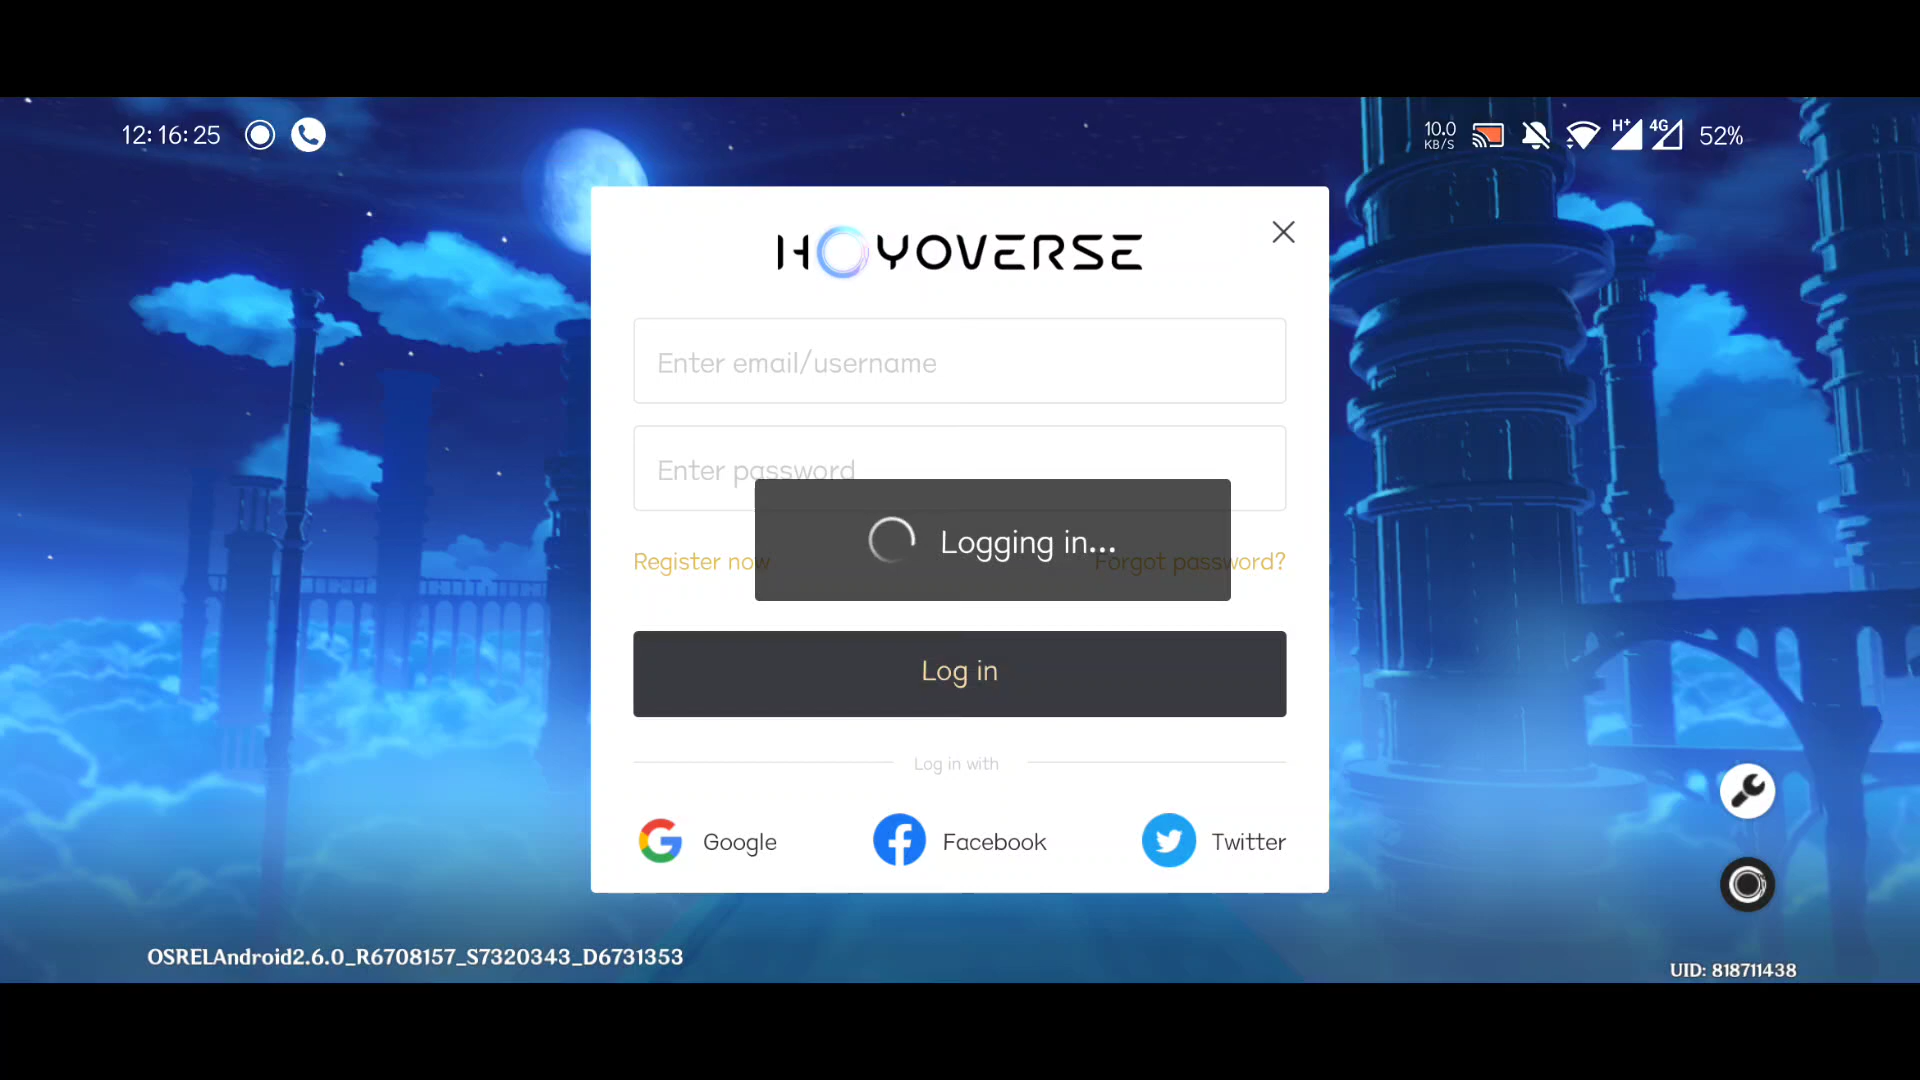 12:16:25
10.0
KB/S
H+
4G
52%
HOYOVERSE
Enter email/username
Enter password
Logging in...
Register now
Forgot password?
Log in
Log in with
Google
Facebook
Twitter
OSRELAndroid2.6.0_R6708157_S7320343_D6731353
UID: 818711438